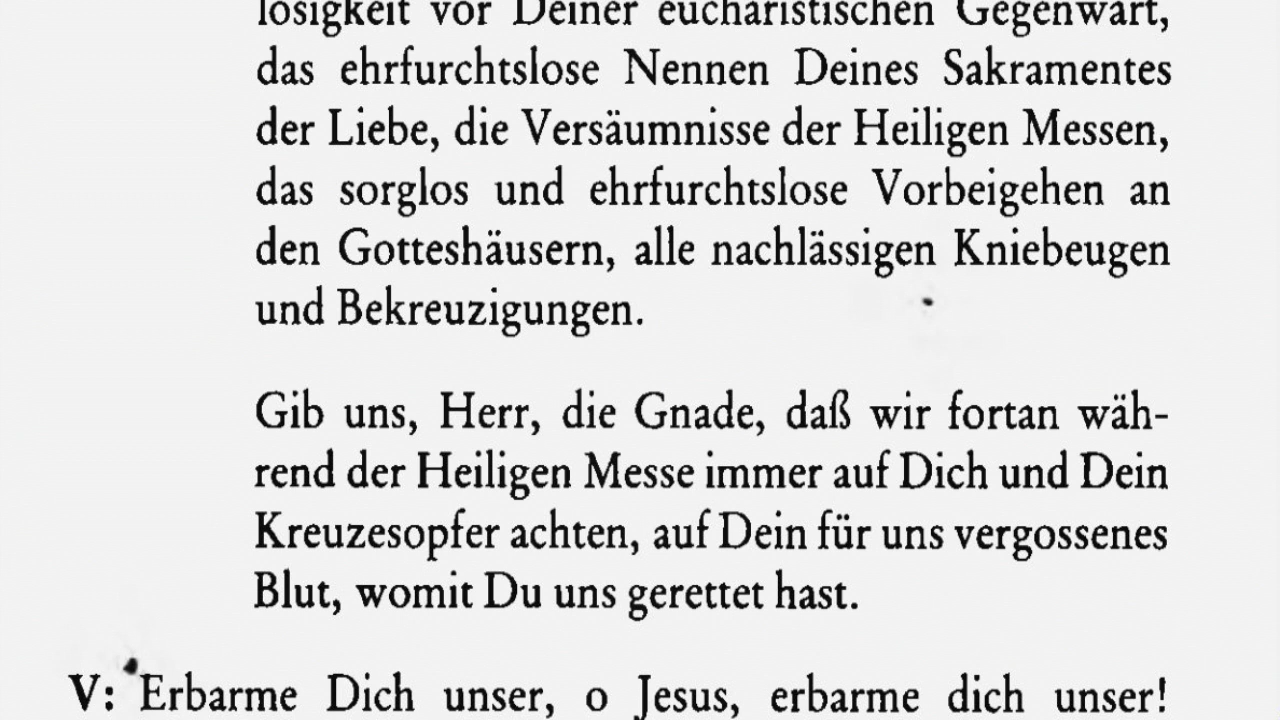 losigkeit vor Deiner eucharistischen Gegenwart,
das ehrfurchtslose Nennen Deines Sakramentes
der Liebe, die Versäumnisse der Heiligen Messen,
das sorglos und ehrfurchtslose Vorbeigehen an
den Gotteshäusern, alle nachlässigen Kniebeugen
und Bekreuzigungen.
Gib uns, Herr, die Gnade, daß wir fortan wäh-
rend der Heiligen Messe immer auf Dich und Dein
Kreuzesopfer achten, auf Dein für uns vergossenes
Blut, womit Du uns gerettet hast.
V: Erbarme Dich unser, o Jesus, erbarme dich unser!